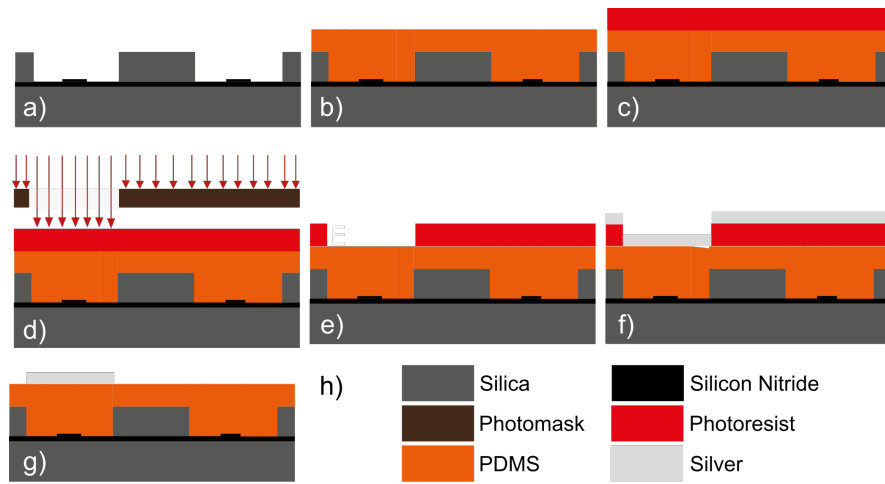 a)
b)
c)
d)
e)
f)
g)
h)
Silica
Silicon Nitride
Photomask
Photoresist
PDMS
Silver